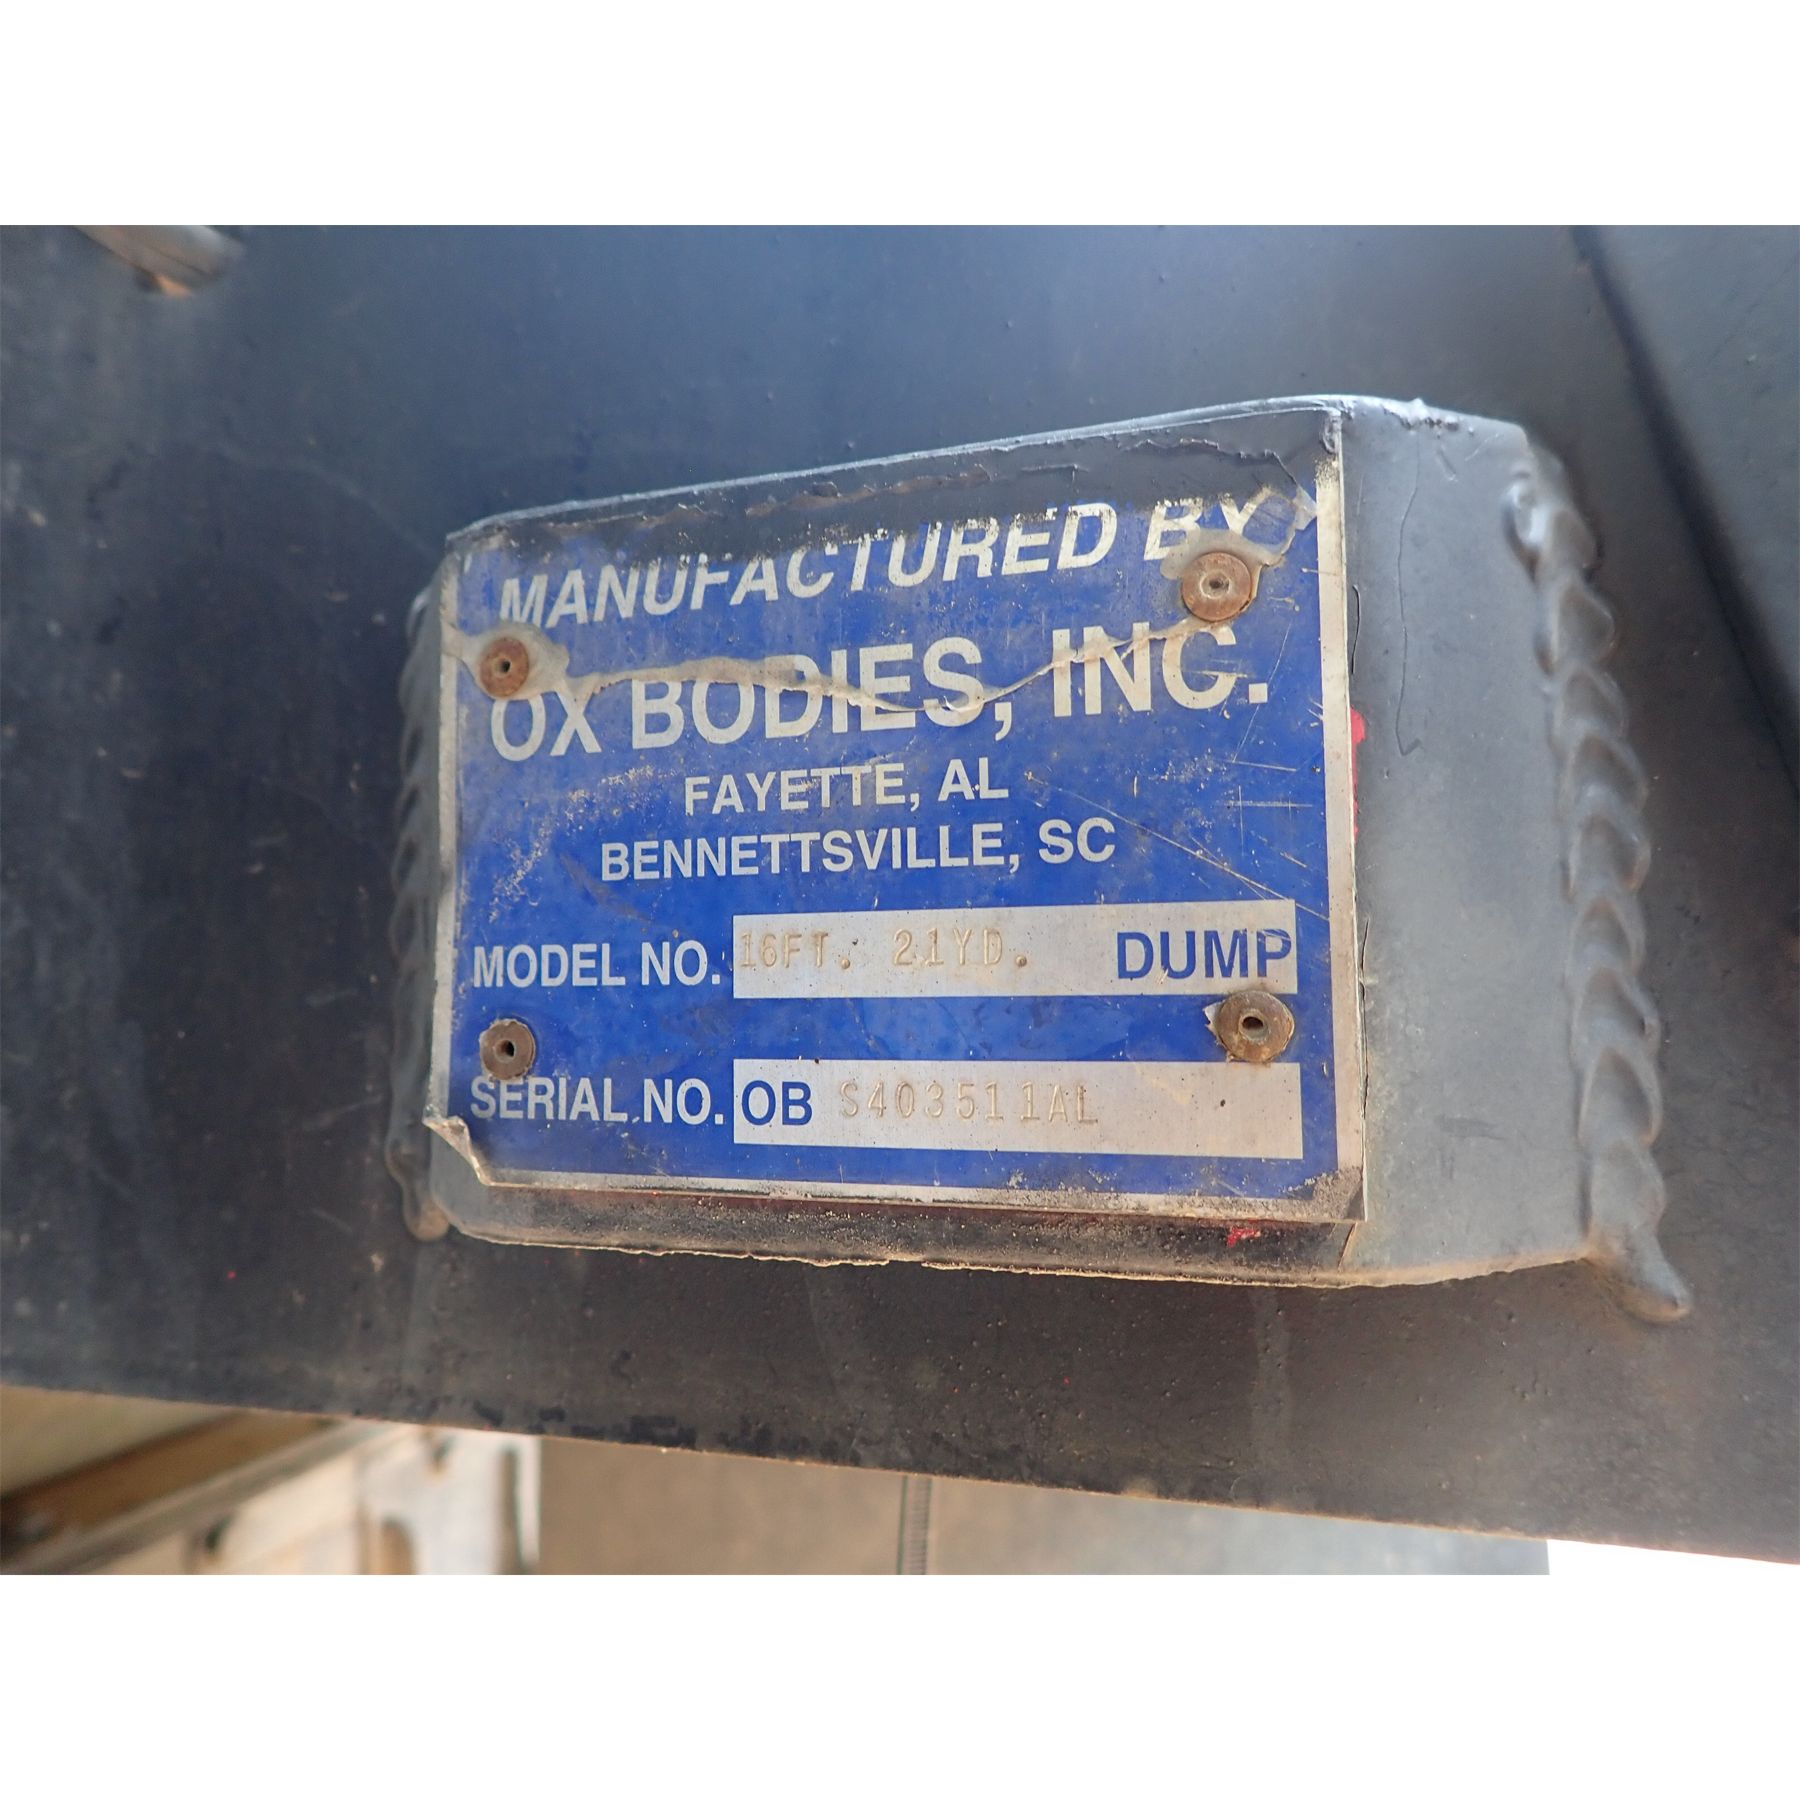 MANUFACTURED BY
OX BODIES, INC.
FAYETTE, AL
BENNETTSVILLE, SC
MODEL NO. 16FT. 21YD. DUMP
SERIAL NO. OB S403511AL